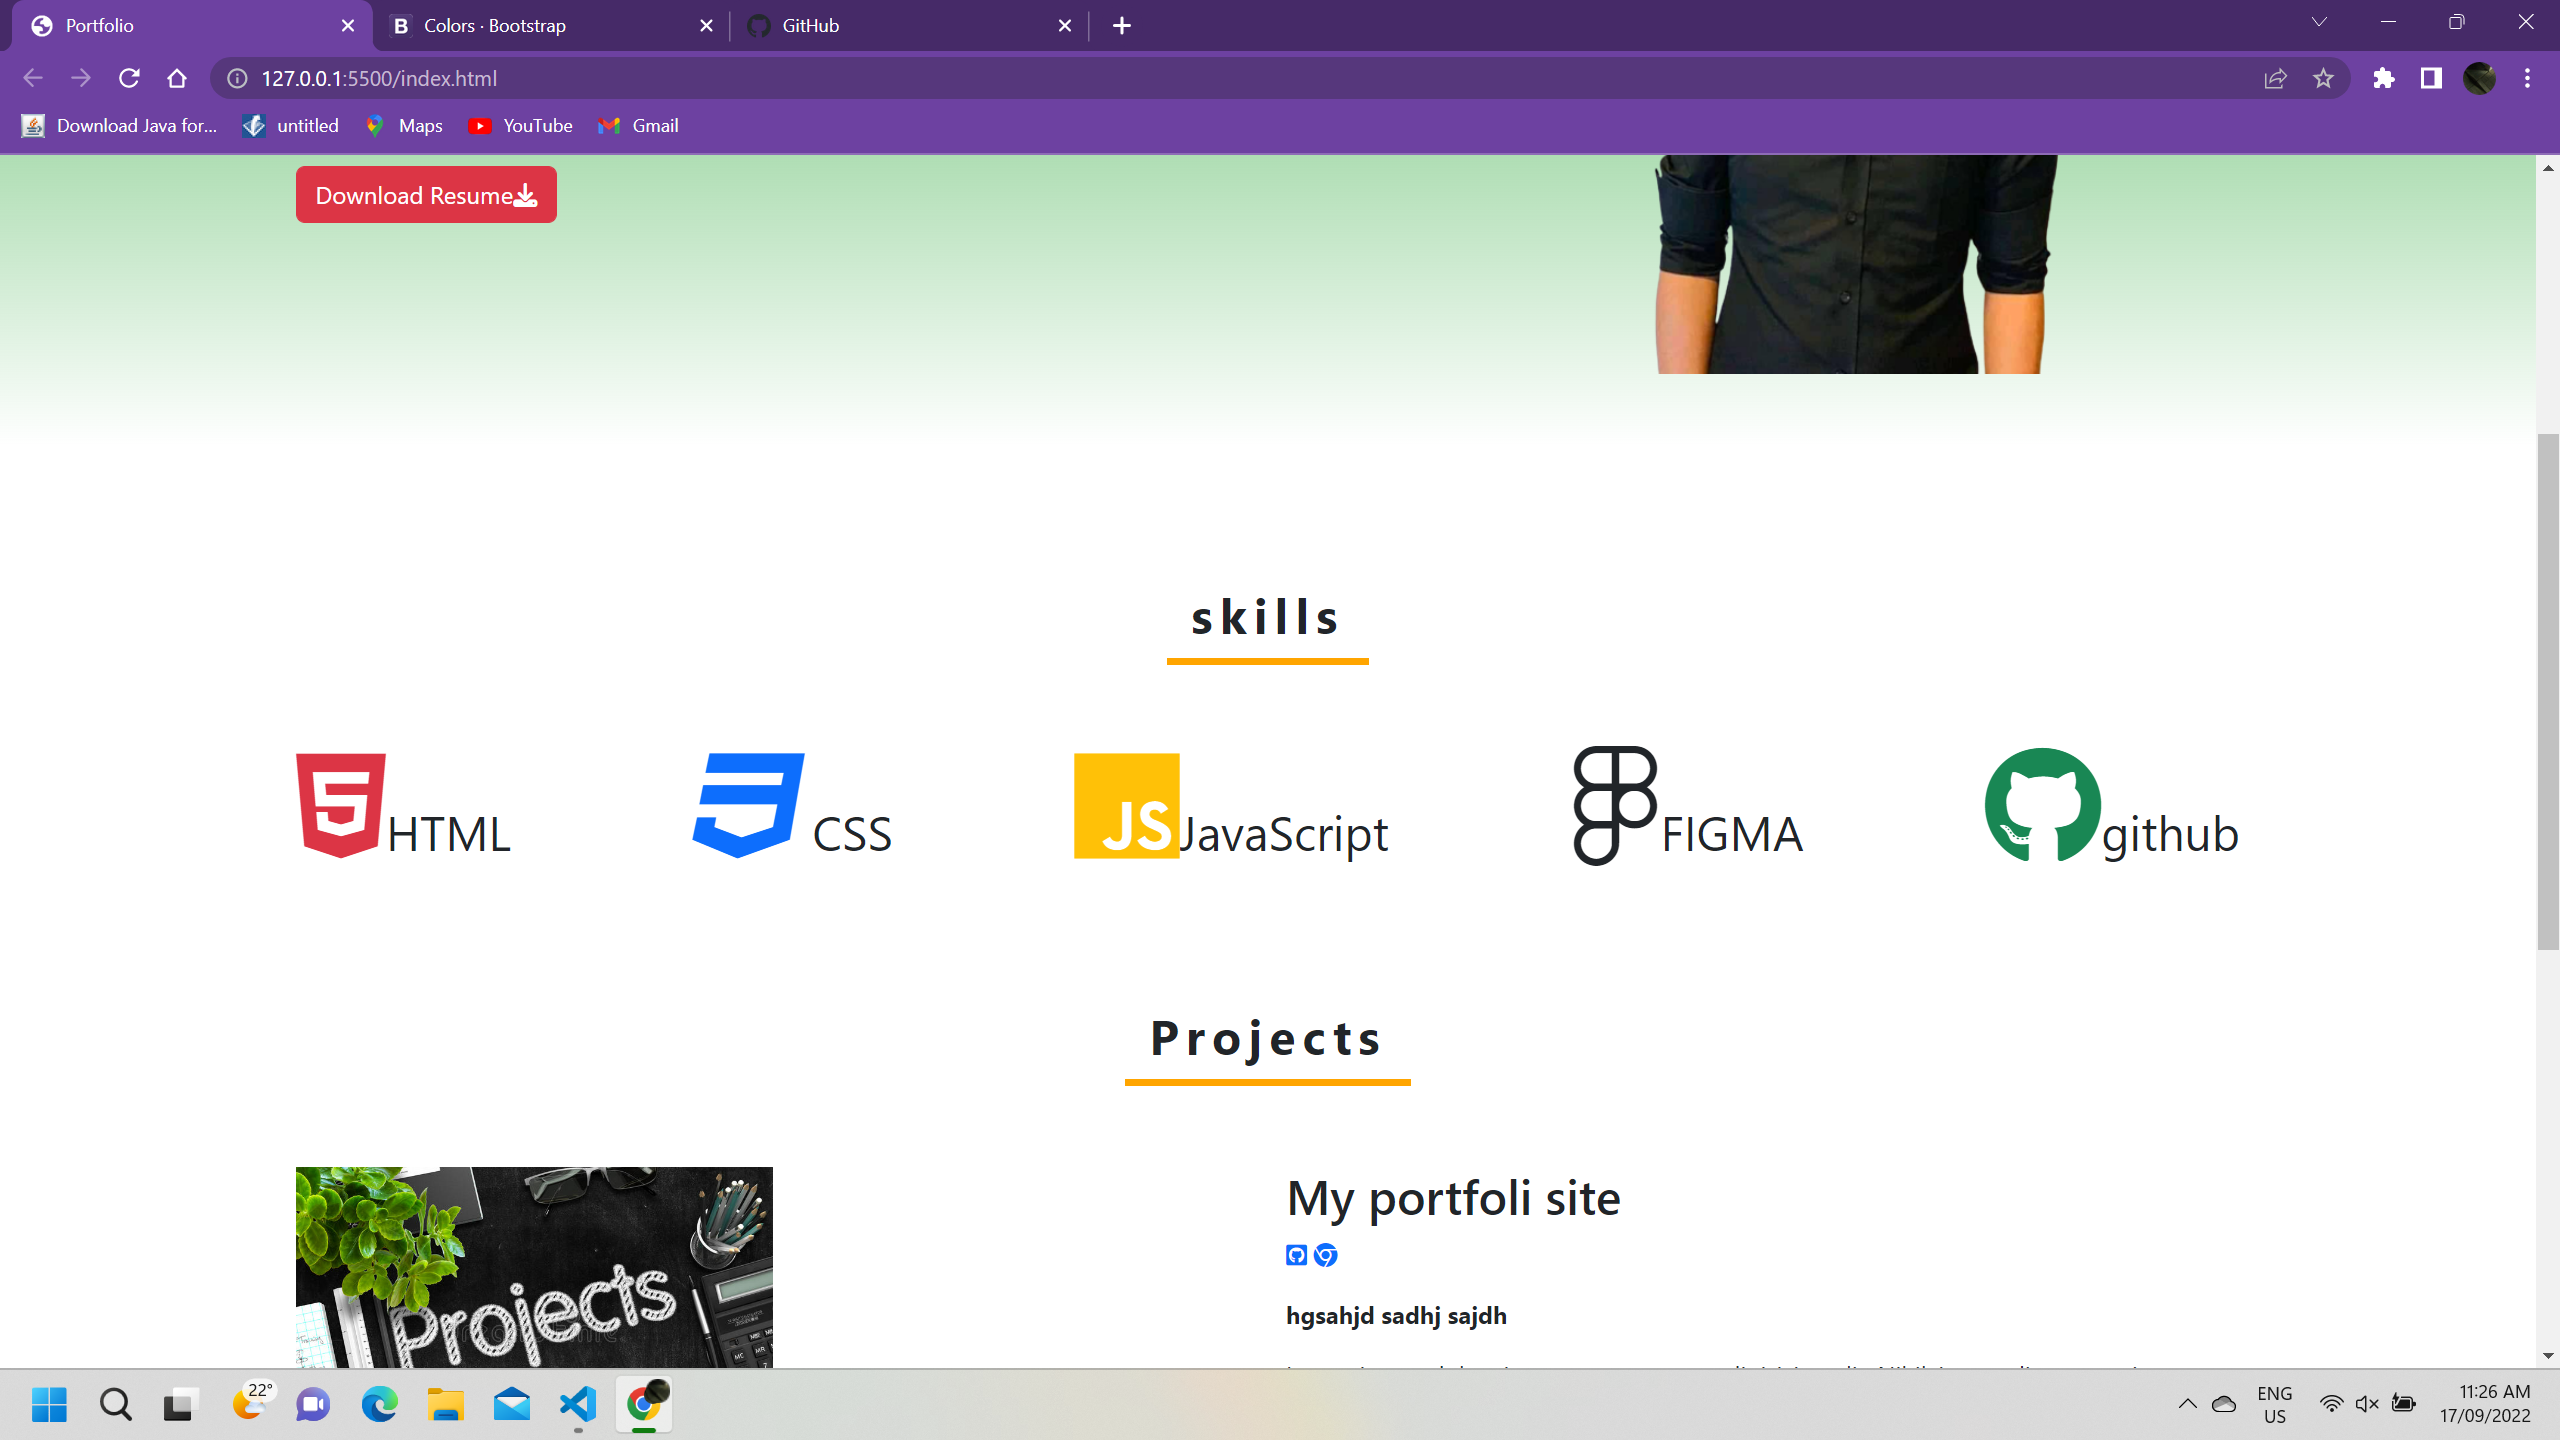 Portfolio
Colors · Bootstrap
GitHub
127.0.0.1:5500/index.html
Download Java for...
untitled
Maps
YouTube
Gmail
Download Resume
skills
HTML
CSS
JS
JavaScript
FIGMA
github
Projects
My portfoli site
Projects
hgsahjd sadhj sajdh
22°
ENG
US
11:26 AM
17/09/2022